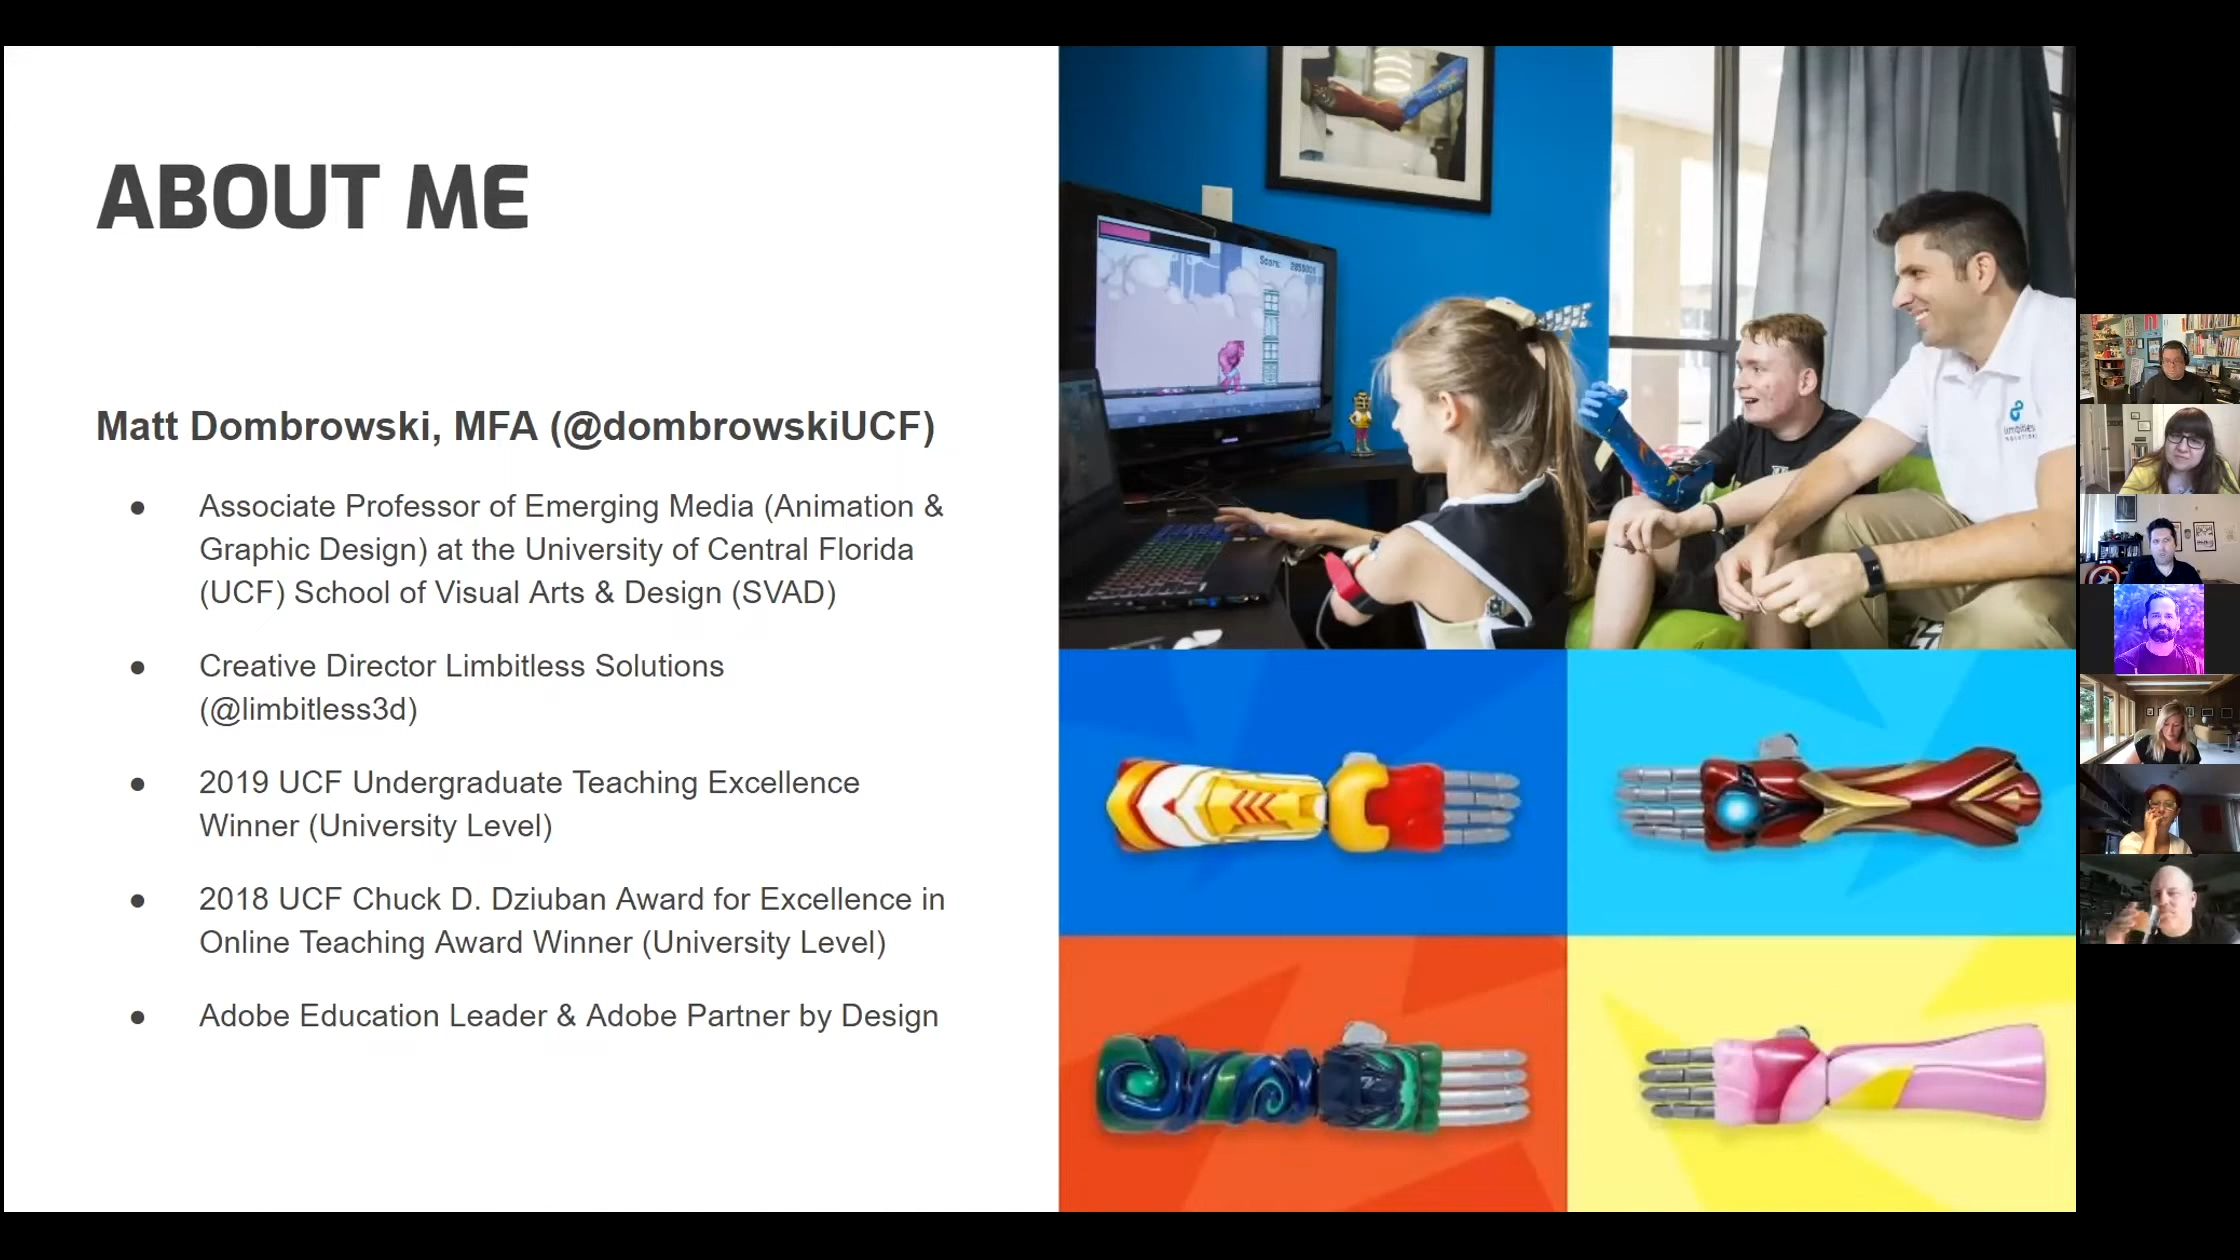 ABOUT ME
Matt Dombrowski, MFA (@dombrowskiUCF)
● Associate Professor of Emerging Media (Animation &
Graphic Design) at the University of Central Florida
(UCF) School of Visual Arts & Design (SVAD)
● Creative Director Limbitless Solutions
(@limbitless3d)
● 2019 UCF Undergraduate Teaching Excellence
Winner (University Level)
● 2018 UCF Chuck D. Dziuban Award for Excellence in
Online Teaching Award Winner (University Level)
● Adobe Education Leader & Adobe Partner by Design
Score:
limbitless